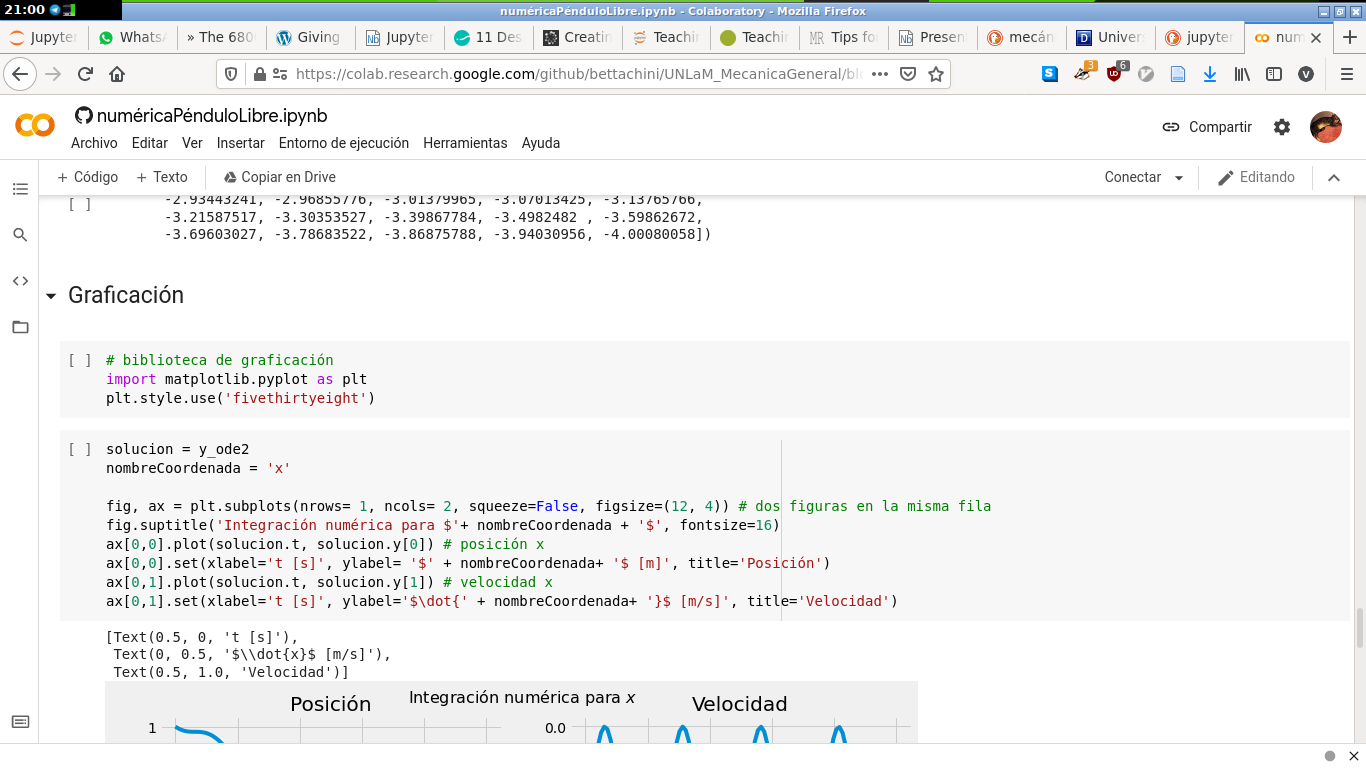 21:00
numéricaPénduloLibre.ipynb - Colaboratory - Mozilla Firefox
Jupyter
Whats
» The 680
Giving
Jupyter
11 Des
Creatin
Teachin
Teachin
Tips fo
Presen
mecán
Univer
jupyter
num
https://colab.research.google.com/github/bettachini/UNLaM_MecanicaGeneral/blo
3
6
numéricaPénduloLibre.ipynb
Archivo Editar Ver Insertar Entorno de ejecución Herramientas Ayuda
Compartir
+ Código + Texto Copiar en Drive
Conectar Editando
[ ] -2.93443241, -2.96855776, -3.01379965, -3.07013425, -3.13765766,
-3.21587517, -3.30353527, -3.39867784, -3.4982482 , -3.59862672,
-3.69603027, -3.78683522, -3.86875788, -3.94030956, -4.00080058])
Graficación
[ ] # biblioteca de graficación
import matplotlib.pyplot as plt
plt.style.use('fivethirtyeight')
[ ] solucion = y_ode2
nombreCoordenada = 'x'
fig, ax = plt.subplots(nrows= 1, ncols= 2, squeeze=False, figsize=(12, 4)) # dos figuras en la misma fila
fig.suptitle('Integración numérica para $'+ nombreCoordenada + '$', fontsize=16)
ax[0,0].plot(solucion.t, solucion.y[0]) # posición x
ax[0,0].set(xlabel='t [s]', ylabel= '$' + nombreCoordenada+ '$ [m]', title='Posición')
ax[0,1].plot(solucion.t, solucion.y[1]) # velocidad x
ax[0,1].set(xlabel='t [s]', ylabel='$\dot{' + nombreCoordenada+ '}$ [m/s]', title='Velocidad')
[Text(0.5, 0, 't [s]'),
Text(0, 0.5, '$\\dot{x}$ [m/s]'),
Text(0.5, 1.0, 'Velocidad')]
Posición Integración numérica para x Velocidad
1 0.0